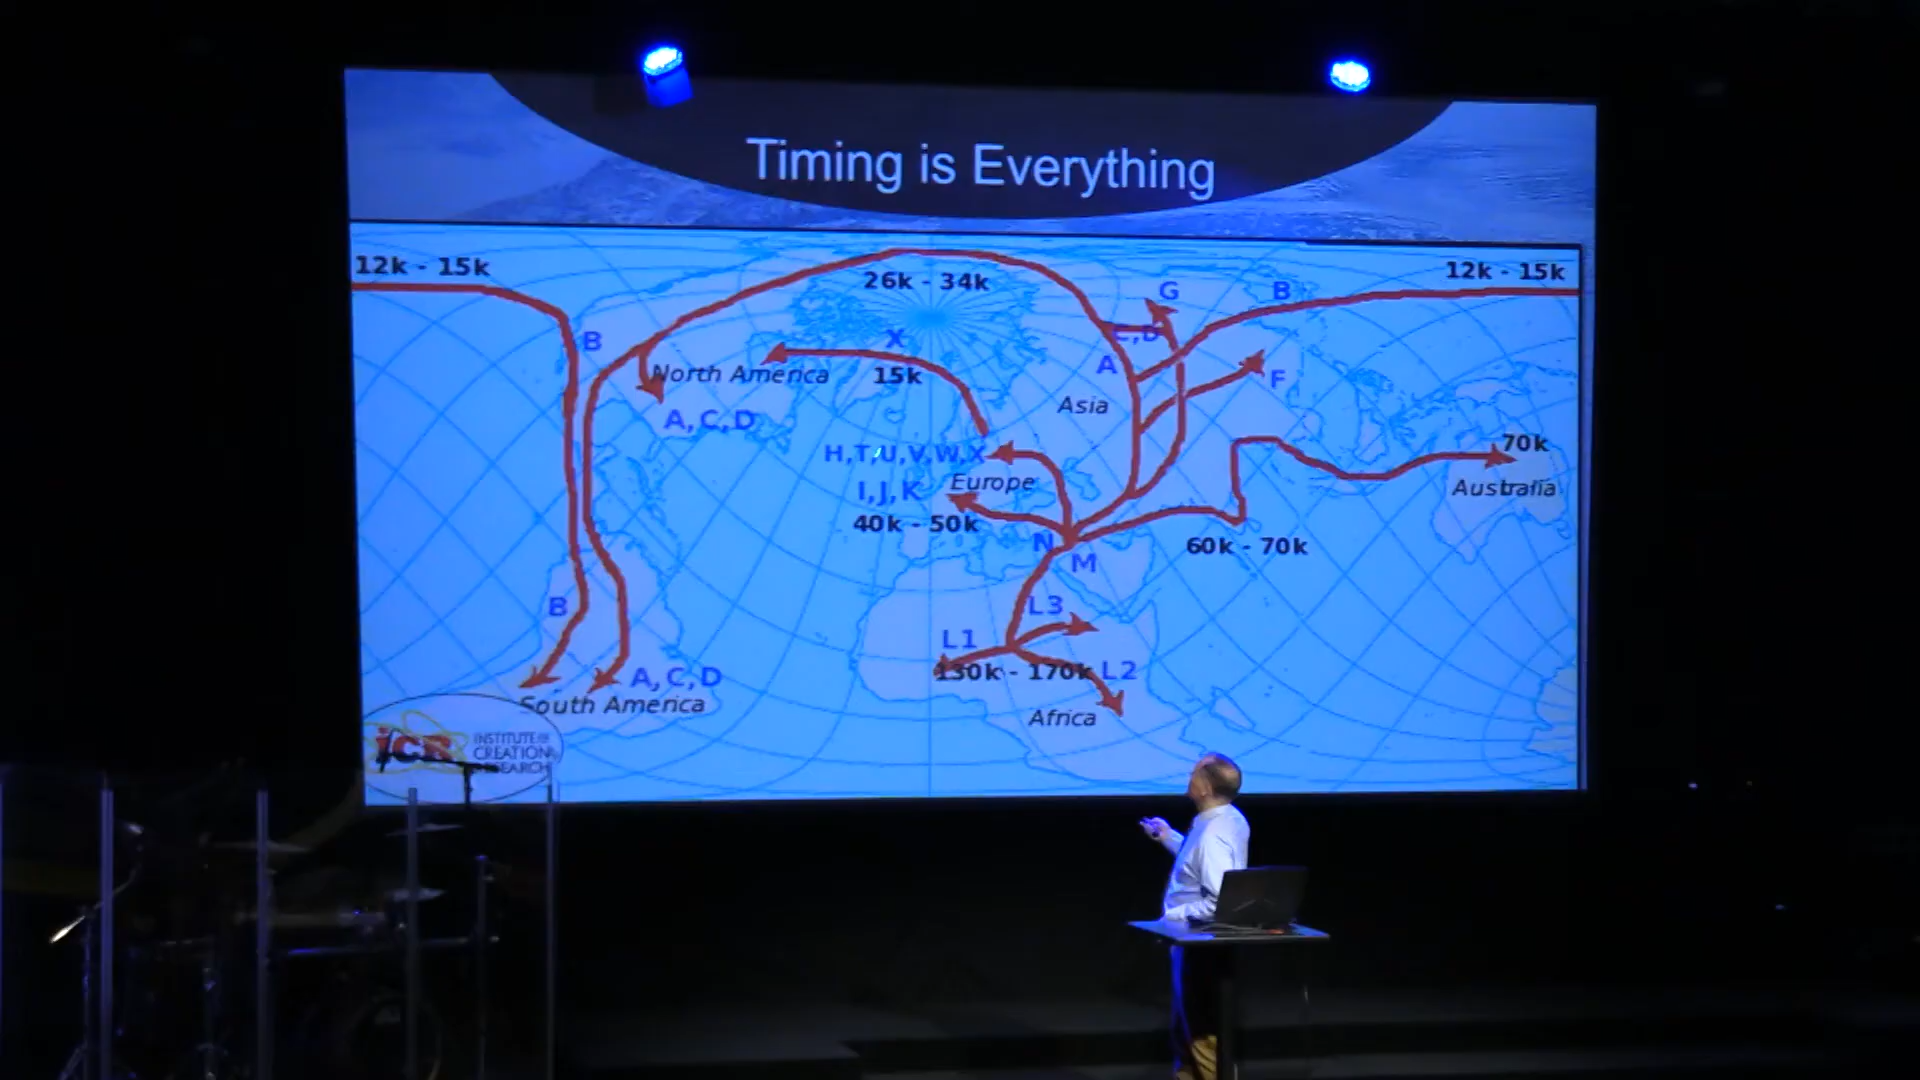 Timing is Everything
12k - 15k
26k - 34k
12k - 15k
G
B
C,D
B
X
A
North America
15k
F
Asia
A,C,D
70k
H,T,U,V,W,X
Europe
I,J,K
Australia
40k - 50k
N
60k - 70k
M
B
L3
L1
130k - 170k
L2
A,C,D
South America
Africa
iCR
INSTITUTE for
CREATION
RESEARCH